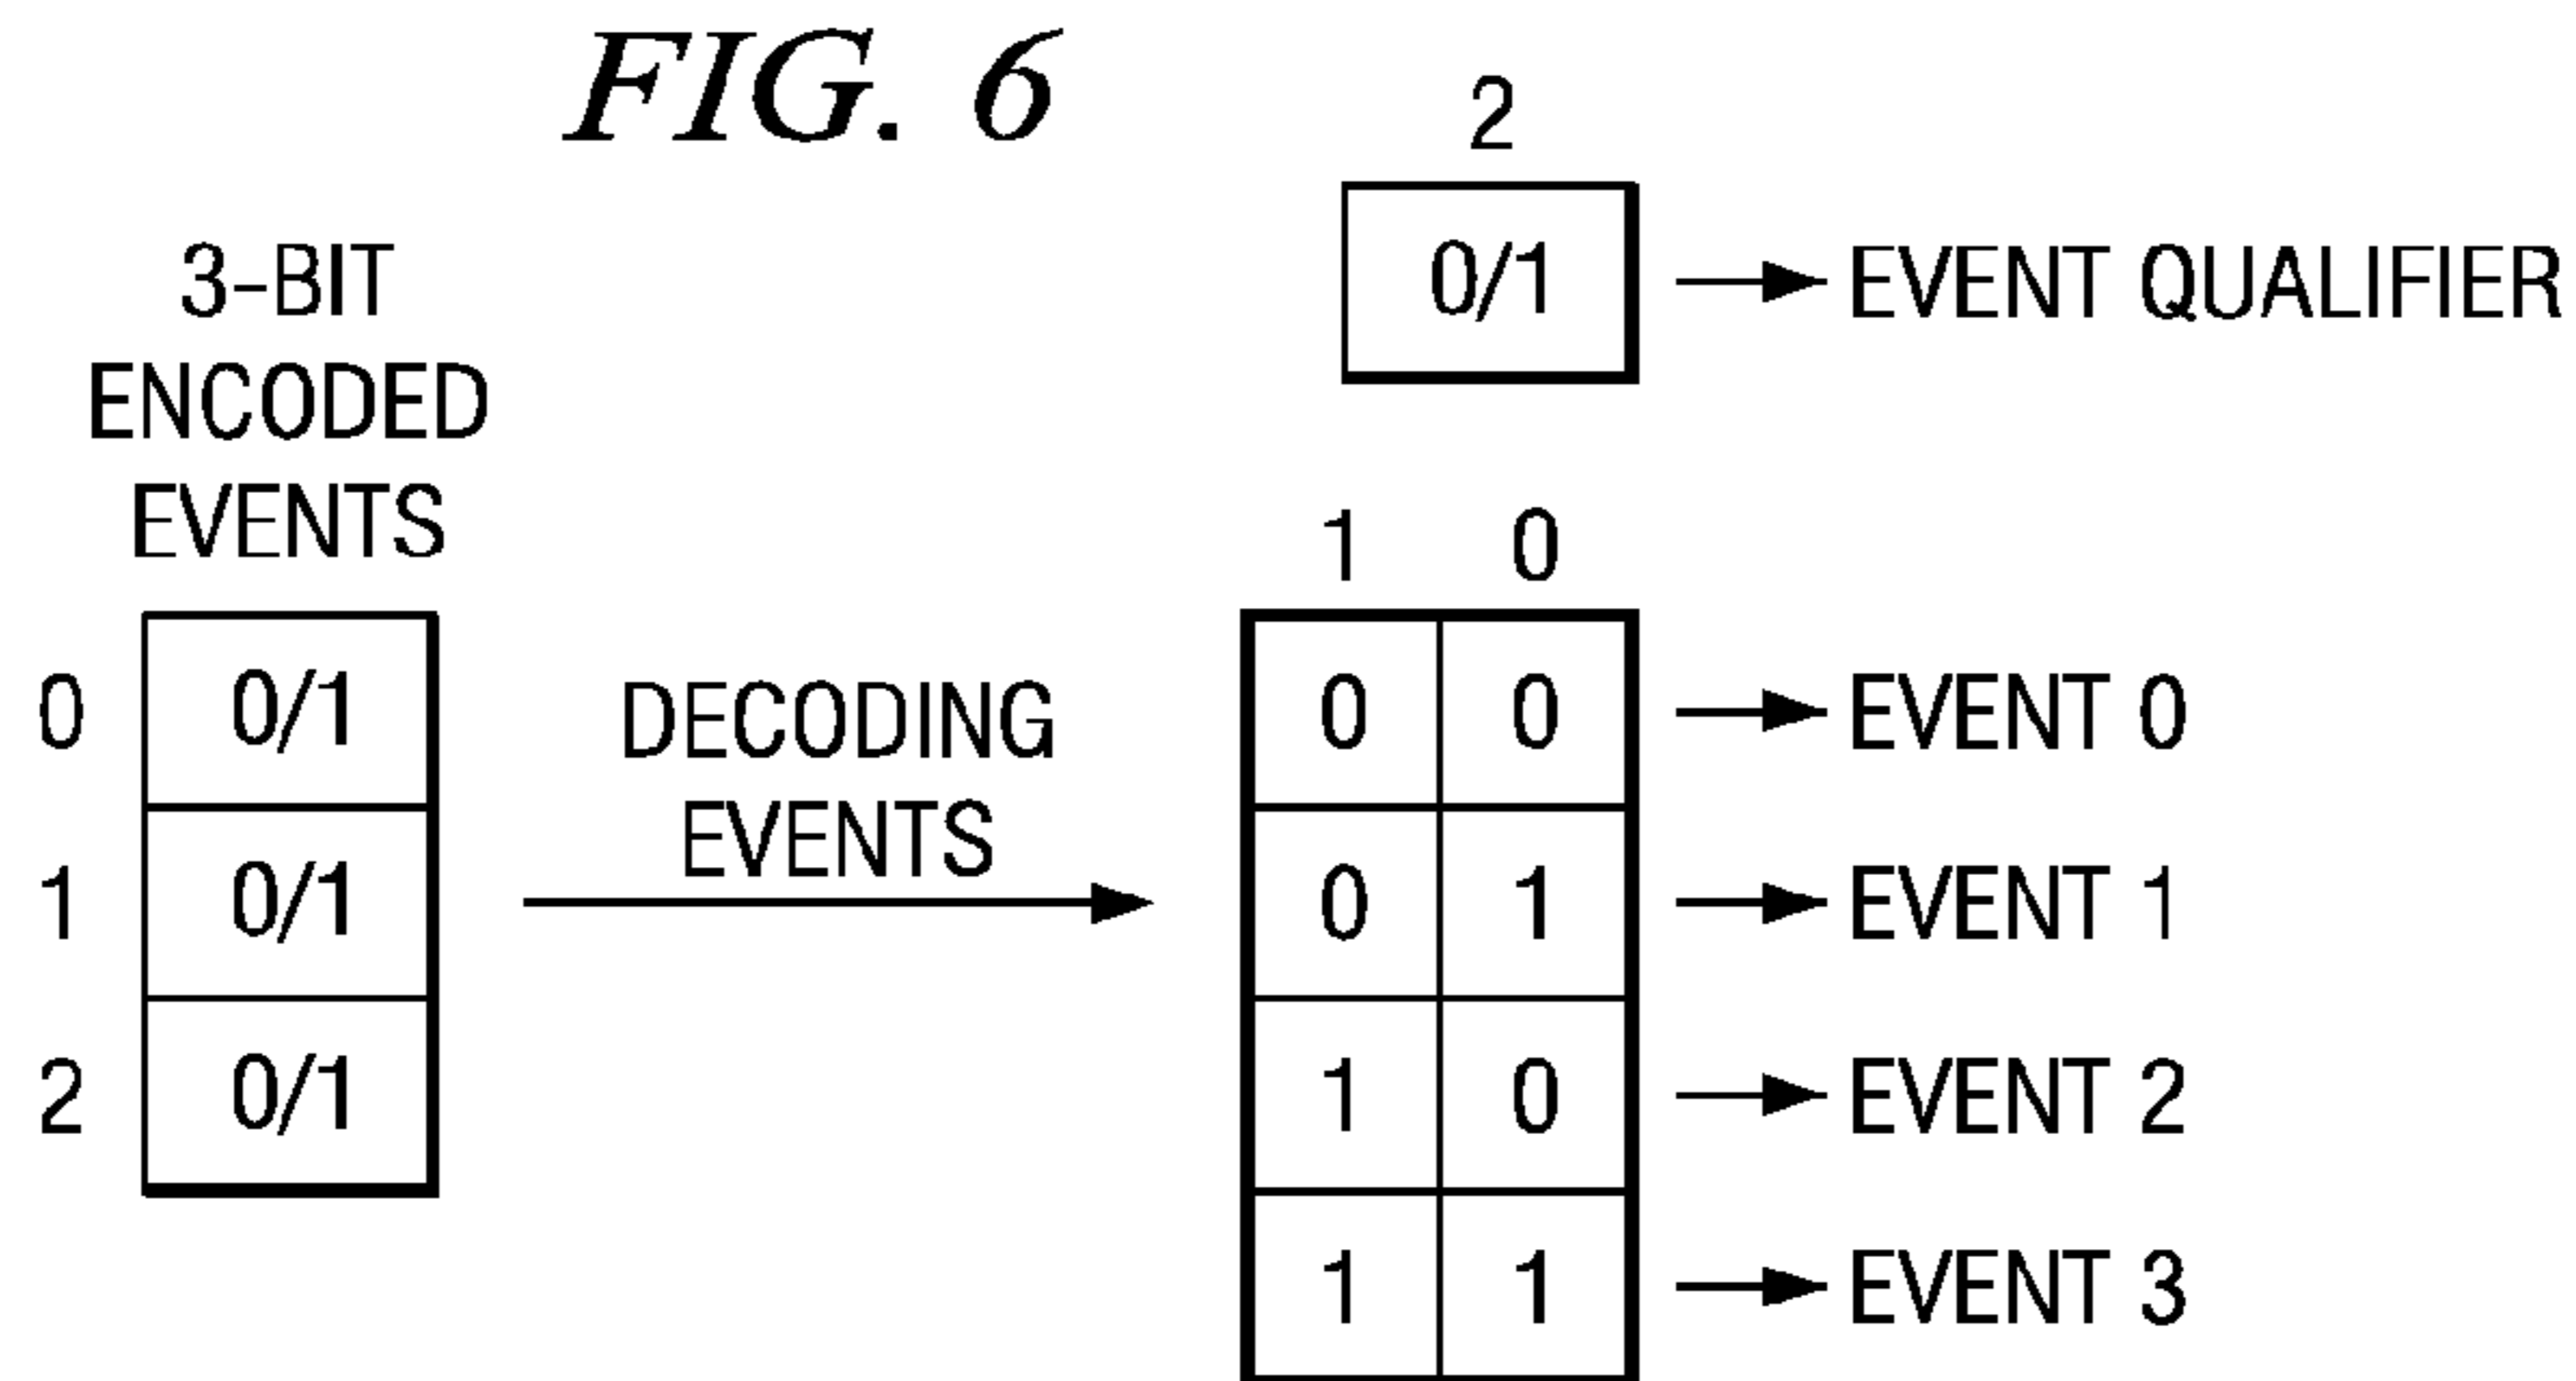 FIG. 6
3-BIT
ENCODED
EVENTS
0 0/1
1 0/1
2 0/1
DECODING
EVENTS
2
0/1 EVENT QUALIFIER
1 0
0 0 EVENT 0
0 1 EVENT 1
1 0 EVENT 2
1 1 EVENT 3